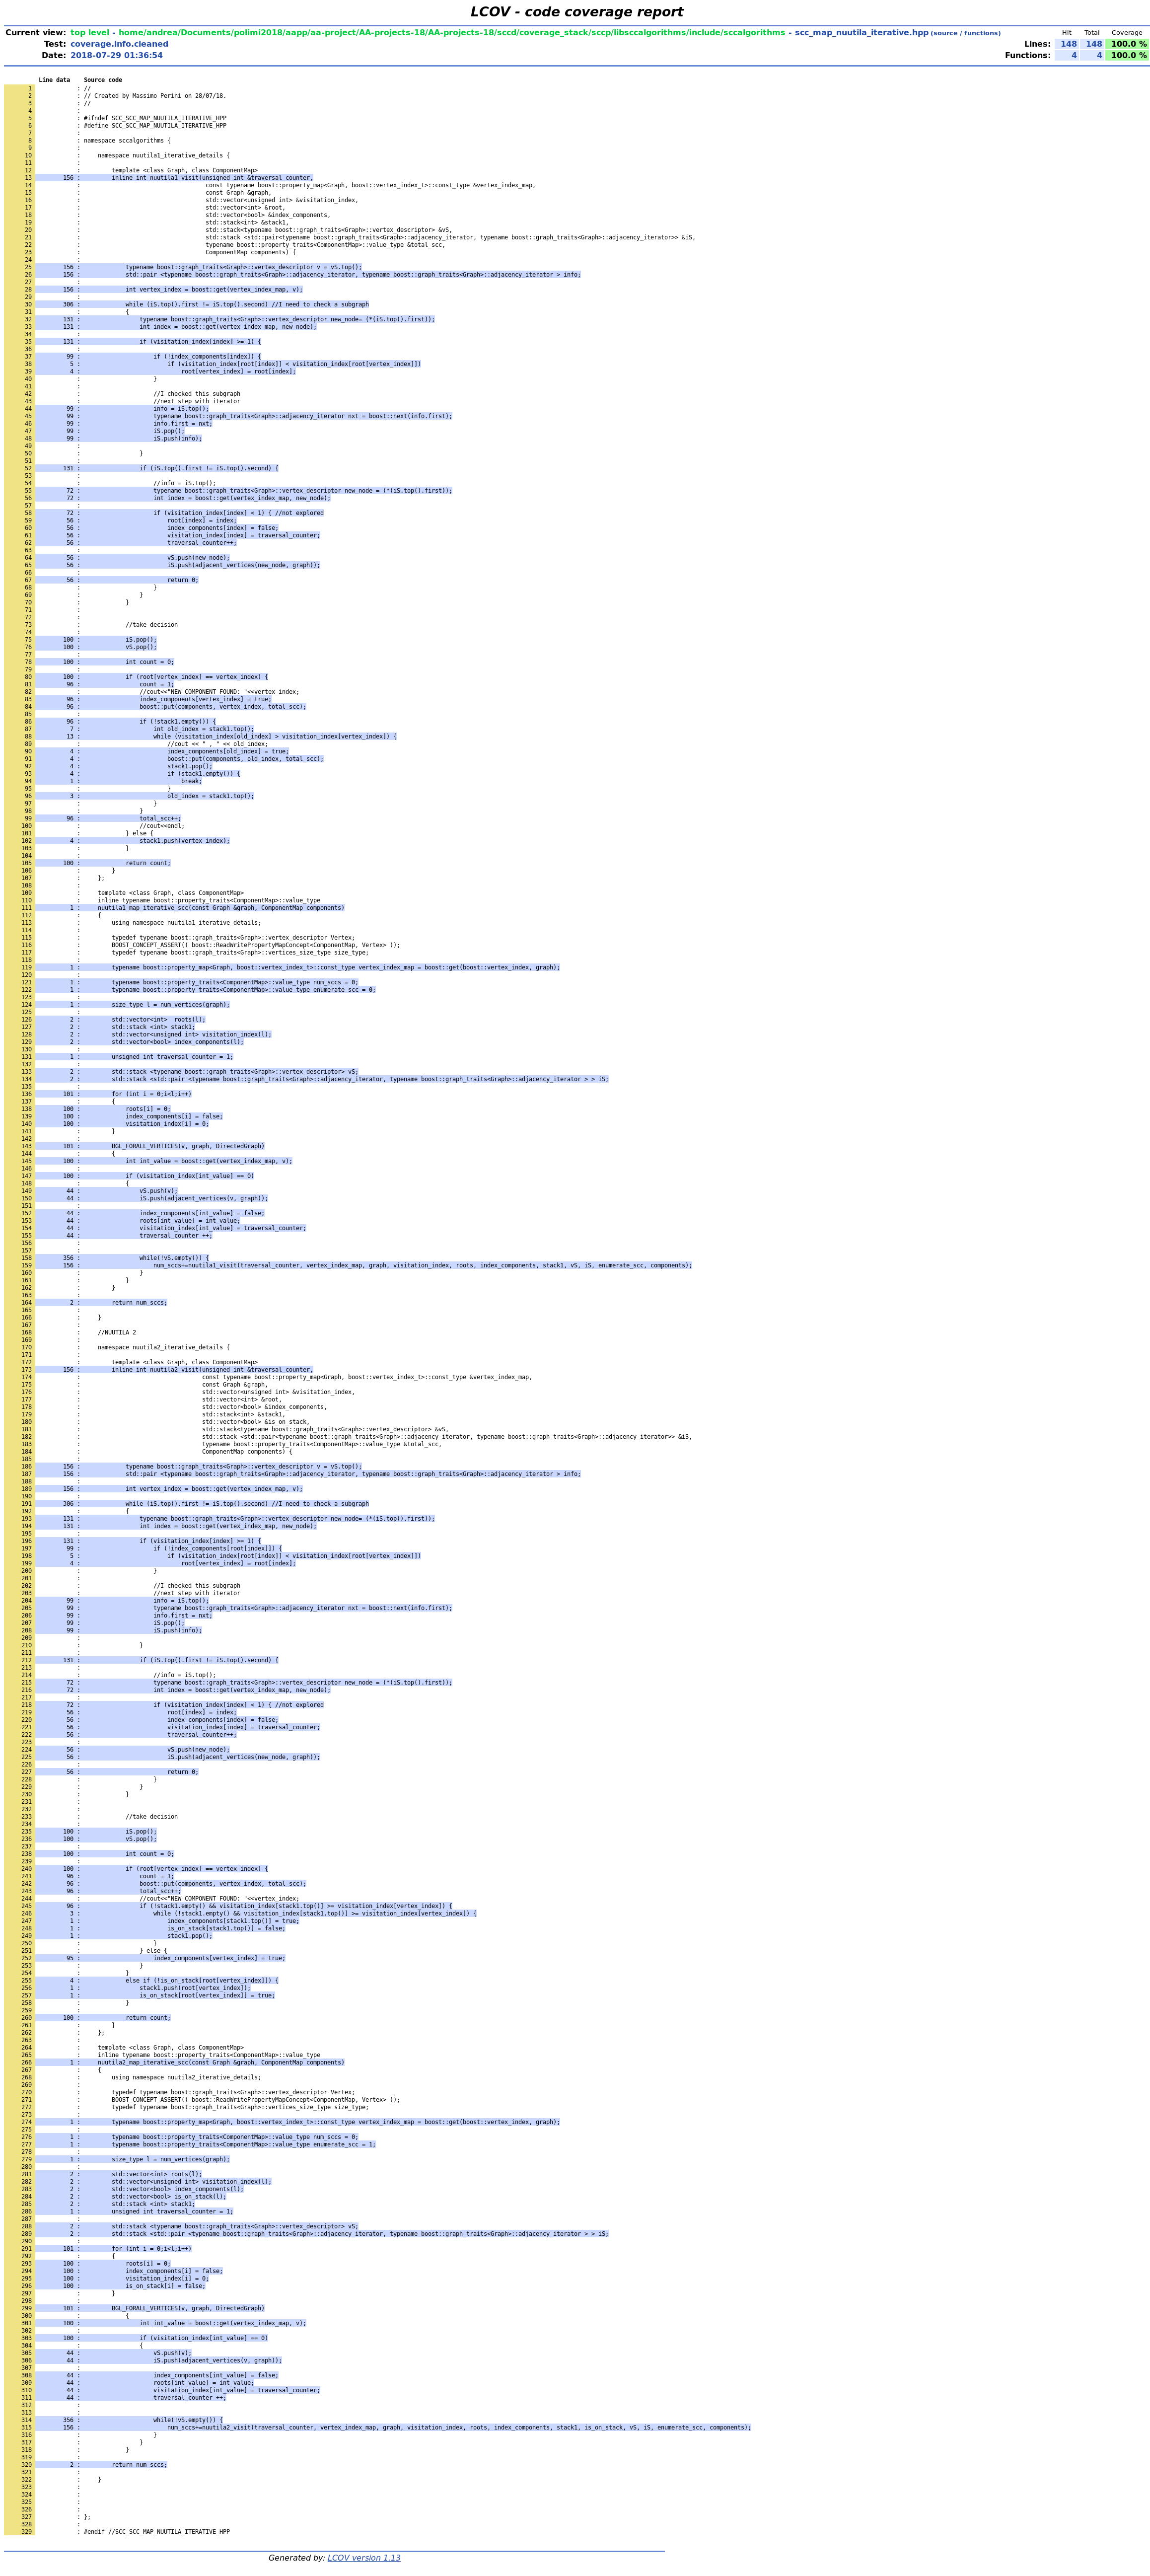 LCOV - code coverage report
Current view: top level - home/andrea/Documents/polimi2018/aapp/aa-project/AA-projects-18/AA-projects-18/sccd/coverage_stack/sccp/libsccalgorithms/include/sccalgorithms - scc_map_nuutila_iterative.hpp (source / functions) Hit Total Coverage
Test: coverage.info.cleaned Lines: 148 148 100.0 %
Date: 2018-07-29 01:36:54 Functions: 4 4 100.0 %
Line data Source code
1 : //
2 : // Created by Massimo Perini on 28/07/18.
3 : //
4 :
5 : #ifndef SCC_SCC_MAP_NUUTILA_ITERATIVE_HPP
6 : #define SCC_SCC_MAP_NUUTILA_ITERATIVE_HPP
7 :
8 : namespace sccalgorithms {
9 :
10 : namespace nuutila1_iterative_details {
11 :
12 : template <class Graph, class ComponentMap>
13 156 : inline int nuutila1_visit(unsigned int &traversal_counter,
14 : const typename boost::property_map<Graph, boost::vertex_index_t>::const_type &vertex_index_map,
15 : const Graph &graph,
16 : std::vector<unsigned int> &visitation_index,
17 : std::vector<int> &root,
18 : std::vector<bool> &index_components,
19 : std::stack<int> &stack1,
20 : std::stack<typename boost::graph_traits<Graph>::vertex_descriptor> &vS,
21 : std::stack <std::pair<typename boost::graph_traits<Graph>::adjacency_iterator, typename boost::graph_traits<Graph>::adjacency_iterator>> &iS,
22 : typename boost::property_traits<ComponentMap>::value_type &total_scc,
23 : ComponentMap components) {
24 :
25 156 : typename boost::graph_traits<Graph>::vertex_descriptor v = vS.top();
26 156 : std::pair <typename boost::graph_traits<Graph>::adjacency_iterator, typename boost::graph_traits<Graph>::adjacency_iterator > info;
27 :
28 156 : int vertex_index = boost::get(vertex_index_map, v);
29 :
30 306 : while (iS.top().first != iS.top().second) //I need to check a subgraph
31 : {
32 131 : typename boost::graph_traits<Graph>::vertex_descriptor new_node= (*(iS.top().first));
33 131 : int index = boost::get(vertex_index_map, new_node);
34 :
35 131 : if (visitation_index[index] >= 1) {
36 :
37 99 : if (!index_components[index]) {
38 5 : if (visitation_index[root[index]] < visitation_index[root[vertex_index]])
39 4 : root[vertex_index] = root[index];
40 : }
41 :
42 : //I checked this subgraph
43 : //next step with iterator
44 99 : info = iS.top();
45 99 : typename boost::graph_traits<Graph>::adjacency_iterator nxt = boost::next(info.first);
46 99 : info.first = nxt;
47 99 : iS.pop();
48 99 : iS.push(info);
49 :
50 : }
51 :
52 131 : if (iS.top().first != iS.top().second) {
53 :
54 : //info = iS.top();
55 72 : typename boost::graph_traits<Graph>::vertex_descriptor new_node = (*(iS.top().first));
56 72 : int index = boost::get(vertex_index_map, new_node);
57 :
58 72 : if (visitation_index[index] < 1) { //not explored
59 56 : root[index] = index;
60 56 : index_components[index] = false;
61 56 : visitation_index[index] = traversal_counter;
62 56 : traversal_counter++;
63 :
64 56 : vS.push(new_node);
65 56 : iS.push(adjacent_vertices(new_node, graph));
66 :
67 56 : return 0;
68 : }
69 : }
70 : }
71 :
72 :
73 : //take decision
74 :
75 100 : iS.pop();
76 100 : vS.pop();
77 :
78 100 : int count = 0;
79 :
80 100 : if (root[vertex_index] == vertex_index) {
81 96 : count = 1;
82 : //cout<<"NEW COMPONENT FOUND: "<<vertex_index;
83 96 : index_components[vertex_index] = true;
84 96 : boost::put(components, vertex_index, total_scc);
85 :
86 96 : if (!stack1.empty()) {
87 7 : int old_index = stack1.top();
88 13 : while (visitation_index[old_index] > visitation_index[vertex_index]) {
89 : //cout << " , " << old_index;
90 4 : index_components[old_index] = true;
91 4 : boost::put(components, old_index, total_scc);
92 4 : stack1.pop();
93 4 : if (stack1.empty()) {
94 1 : break;
95 : }
96 3 : old_index = stack1.top();
97 : }
98 : }
99 96 : total_scc++;
100 : //cout<<endl;
101 : } else {
102 4 : stack1.push(vertex_index);
103 : }
104 :
105 100 : return count;
106 : }
107 : };
108 :
109 : template <class Graph, class ComponentMap>
110 : inline typename boost::property_traits<ComponentMap>::value_type
111 1 : nuutila1_map_iterative_scc(const Graph &graph, ComponentMap components)
112 : {
113 : using namespace nuutila1_iterative_details;
114 :
115 : typedef typename boost::graph_traits<Graph>::vertex_descriptor Vertex;
116 : BOOST_CONCEPT_ASSERT(( boost::ReadWritePropertyMapConcept<ComponentMap, Vertex> ));
117 : typedef typename boost::graph_traits<Graph>::vertices_size_type size_type;
118 :
119 1 : typename boost::property_map<Graph, boost::vertex_index_t>::const_type vertex_index_map = boost::get(boost::vertex_index, graph);
120 :
121 1 : typename boost::property_traits<ComponentMap>::value_type num_sccs = 0;
122 1 : typename boost::property_traits<ComponentMap>::value_type enumerate_scc = 0;
123 :
124 1 : size_type l = num_vertices(graph);
125 :
126 2 : std::vector<int>  roots(l);
127 2 : std::stack <int> stack1;
128 2 : std::vector<unsigned int> visitation_index(l);
129 2 : std::vector<bool> index_components(l);
130 :
131 1 : unsigned int traversal_counter = 1;
132 :
133 2 : std::stack <typename boost::graph_traits<Graph>::vertex_descriptor> vS;
134 2 : std::stack <std::pair <typename boost::graph_traits<Graph>::adjacency_iterator, typename boost::graph_traits<Graph>::adjacency_iterator > > iS;
135 :
136 101 : for (int i = 0;i<l;i++)
137 : {
138 100 : roots[i] = 0;
139 100 : index_components[i] = false;
140 100 : visitation_index[i] = 0;
141 : }
142 :
143 101 : BGL_FORALL_VERTICES(v, graph, DirectedGraph)
144 : {
145 100 : int int_value = boost::get(vertex_index_map, v);
146 :
147 100 : if (visitation_index[int_value] == 0)
148 : {
149 44 : vS.push(v);
150 44 : iS.push(adjacent_vertices(v, graph));
151 :
152 44 : index_components[int_value] = false;
153 44 : roots[int_value] = int_value;
154 44 : visitation_index[int_value] = traversal_counter;
155 44 : traversal_counter ++;
156 :
157 :
158 356 : while(!vS.empty()) {
159 156 : num_sccs+=nuutila1_visit(traversal_counter, vertex_index_map, graph, visitation_index, roots, index_components, stack1, vS, iS, enumerate_scc, components);
160 : }
161 : }
162 : }
163 :
164 2 : return num_sccs;
165 :
166 : }
167 :
168 : //NUUTILA 2
169 :
170 : namespace nuutila2_iterative_details {
171 :
172 : template <class Graph, class ComponentMap>
173 156 : inline int nuutila2_visit(unsigned int &traversal_counter,
174 : const typename boost::property_map<Graph, boost::vertex_index_t>::const_type &vertex_index_map,
175 : const Graph &graph,
176 : std::vector<unsigned int> &visitation_index,
177 : std::vector<int> &root,
178 : std::vector<bool> &index_components,
179 : std::stack<int> &stack1,
180 : std::vector<bool> &is_on_stack,
181 : std::stack<typename boost::graph_traits<Graph>::vertex_descriptor> &vS,
182 : std::stack <std::pair<typename boost::graph_traits<Graph>::adjacency_iterator, typename boost::graph_traits<Graph>::adjacency_iterator>> &iS,
183 : typename boost::property_traits<ComponentMap>::value_type &total_scc,
184 : ComponentMap components) {
185 :
186 156 : typename boost::graph_traits<Graph>::vertex_descriptor v = vS.top();
187 156 : std::pair <typename boost::graph_traits<Graph>::adjacency_iterator, typename boost::graph_traits<Graph>::adjacency_iterator > info;
188 :
189 156 : int vertex_index = boost::get(vertex_index_map, v);
190 :
191 306 : while (iS.top().first != iS.top().second) //I need to check a subgraph
192 : {
193 131 : typename boost::graph_traits<Graph>::vertex_descriptor new_node= (*(iS.top().first));
194 131 : int index = boost::get(vertex_index_map, new_node);
195 :
196 131 : if (visitation_index[index] >= 1) {
197 99 : if (!index_components[root[index]]) {
198 5 : if (visitation_index[root[index]] < visitation_index[root[vertex_index]])
199 4 : root[vertex_index] = root[index];
200 : }
201 :
202 : //I checked this subgraph
203 : //next step with iterator
204 99 : info = iS.top();
205 99 : typename boost::graph_traits<Graph>::adjacency_iterator nxt = boost::next(info.first);
206 99 : info.first = nxt;
207 99 : iS.pop();
208 99 : iS.push(info);
209 :
210 : }
211 :
212 131 : if (iS.top().first != iS.top().second) {
213 :
214 : //info = iS.top();
215 72 : typename boost::graph_traits<Graph>::vertex_descriptor new_node = (*(iS.top().first));
216 72 : int index = boost::get(vertex_index_map, new_node);
217 :
218 72 : if (visitation_index[index] < 1) { //not explored
219 56 : root[index] = index;
220 56 : index_components[index] = false;
221 56 : visitation_index[index] = traversal_counter;
222 56 : traversal_counter++;
223 :
224 56 : vS.push(new_node);
225 56 : iS.push(adjacent_vertices(new_node, graph));
226 :
227 56 : return 0;
228 : }
229 : }
230 : }
231 :
232 :
233 : //take decision
234 :
235 100 : iS.pop();
236 100 : vS.pop();
237 :
238 100 : int count = 0;
239 :
240 100 : if (root[vertex_index] == vertex_index) {
241 96 : count = 1;
242 96 : boost::put(components, vertex_index, total_scc);
243 96 : total_scc++;
244 : //cout<<"NEW COMPONENT FOUND: "<<vertex_index;
245 96 : if (!stack1.empty() && visitation_index[stack1.top()] >= visitation_index[vertex_index]) {
246 3 : while (!stack1.empty() && visitation_index[stack1.top()] >= visitation_index[vertex_index]) {
247 1 : index_components[stack1.top()] = true;
248 1 : is_on_stack[stack1.top()] = false;
249 1 : stack1.pop();
250 : }
251 : } else {
252 95 : index_components[vertex_index] = true;
253 : }
254 : }
255 4 : else if (!is_on_stack[root[vertex_index]]) {
256 1 : stack1.push(root[vertex_index]);
257 1 : is_on_stack[root[vertex_index]] = true;
258 : }
259 :
260 100 : return count;
261 : }
262 : };
263 :
264 : template <class Graph, class ComponentMap>
265 : inline typename boost::property_traits<ComponentMap>::value_type
266 1 : nuutila2_map_iterative_scc(const Graph &graph, ComponentMap components)
267 : {
268 : using namespace nuutila2_iterative_details;
269 :
270 : typedef typename boost::graph_traits<Graph>::vertex_descriptor Vertex;
271 : BOOST_CONCEPT_ASSERT(( boost::ReadWritePropertyMapConcept<ComponentMap, Vertex> ));
272 : typedef typename boost::graph_traits<Graph>::vertices_size_type size_type;
273 :
274 1 : typename boost::property_map<Graph, boost::vertex_index_t>::const_type vertex_index_map = boost::get(boost::vertex_index, graph);
275 :
276 1 : typename boost::property_traits<ComponentMap>::value_type num_sccs = 0;
277 1 : typename boost::property_traits<ComponentMap>::value_type enumerate_scc = 1;
278 :
279 1 : size_type l = num_vertices(graph);
280 :
281 2 : std::vector<int> roots(l);
282 2 : std::vector<unsigned int> visitation_index(l);
283 2 : std::vector<bool> index_components(l);
284 2 : std::vector<bool> is_on_stack(l);
285 2 : std::stack <int> stack1;
286 1 : unsigned int traversal_counter = 1;
287 :
288 2 : std::stack <typename boost::graph_traits<Graph>::vertex_descriptor> vS;
289 2 : std::stack <std::pair <typename boost::graph_traits<Graph>::adjacency_iterator, typename boost::graph_traits<Graph>::adjacency_iterator > > iS;
290 :
291 101 : for (int i = 0;i<l;i++)
292 : {
293 100 : roots[i] = 0;
294 100 : index_components[i] = false;
295 100 : visitation_index[i] = 0;
296 100 : is_on_stack[i] = false;
297 : }
298 :
299 101 : BGL_FORALL_VERTICES(v, graph, DirectedGraph)
300 : {
301 100 : int int_value = boost::get(vertex_index_map, v);
302 :
303 100 : if (visitation_index[int_value] == 0)
304 : {
305 44 : vS.push(v);
306 44 : iS.push(adjacent_vertices(v, graph));
307 :
308 44 : index_components[int_value] = false;
309 44 : roots[int_value] = int_value;
310 44 : visitation_index[int_value] = traversal_counter;
311 44 : traversal_counter ++;
312 :
313 :
314 356 : while(!vS.empty()) {
315 156 : num_sccs+=nuutila2_visit(traversal_counter, vertex_index_map, graph, visitation_index, roots, index_components, stack1, is_on_stack, vS, iS, enumerate_scc, components);
316 : }
317 : }
318 : }
319 :
320 2 : return num_sccs;
321 :
322 : }
323 :
324 :
325 :
326 :
327 : };
328 :
329 : #endif //SCC_SCC_MAP_NUUTILA_ITERATIVE_HPP
Generated by: LCOV version 1.13